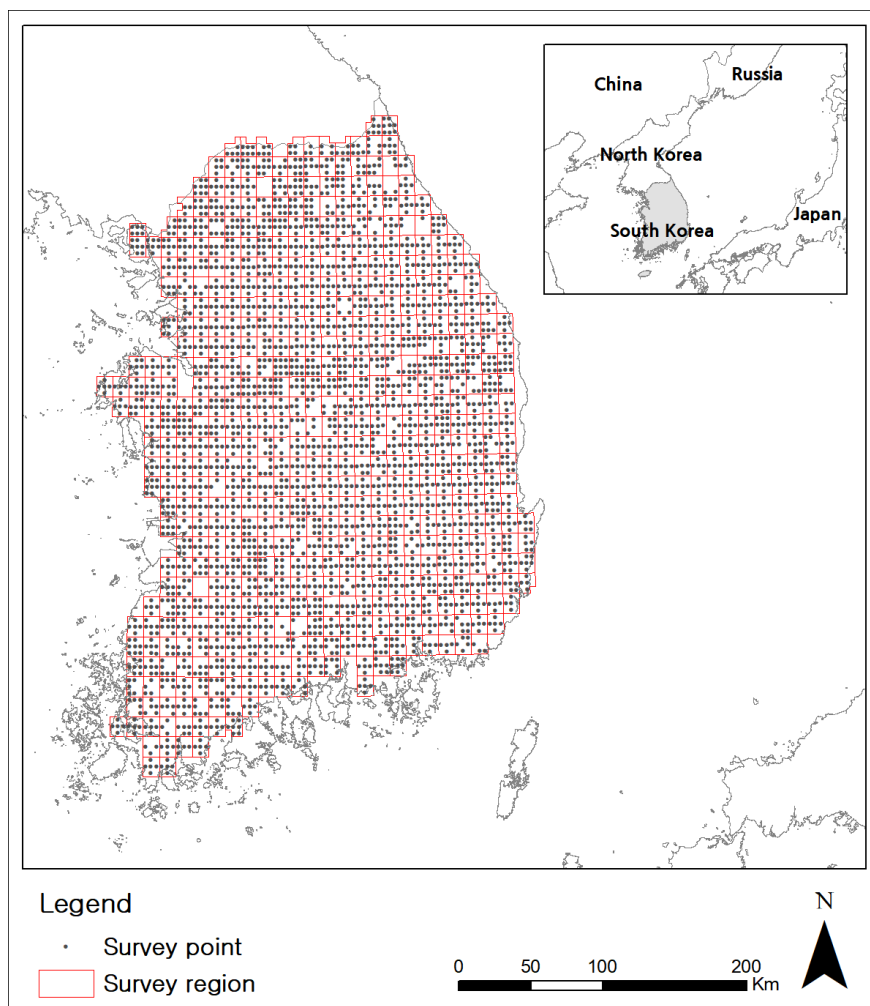 China
Russia
North Korea
Japan
South Korea
Legend
Survey point
Survey region
N
0 50 100 200
Km